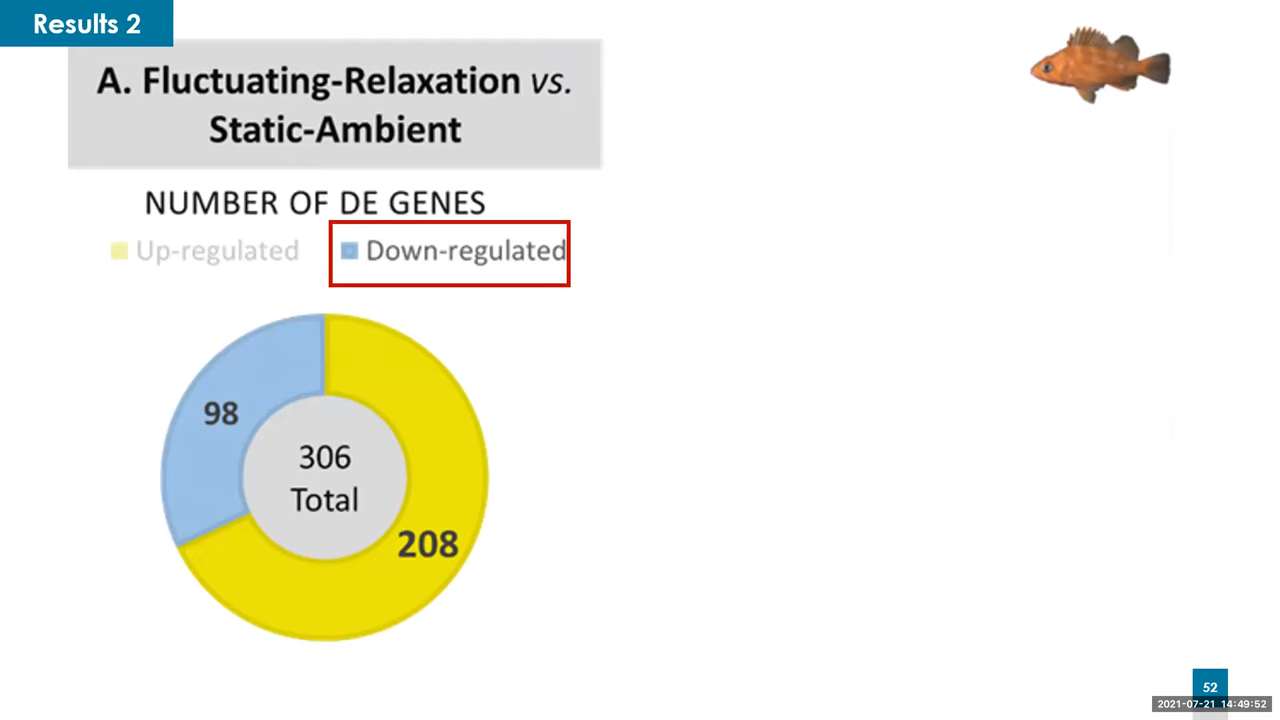 Results 2
A. Fluctuating-Relaxation vs.
Static-Ambient
NUMBER OF DE GENES
Up-regulated Down-regulated
98
306
Total
208
52
2021-07-21 14:49:52